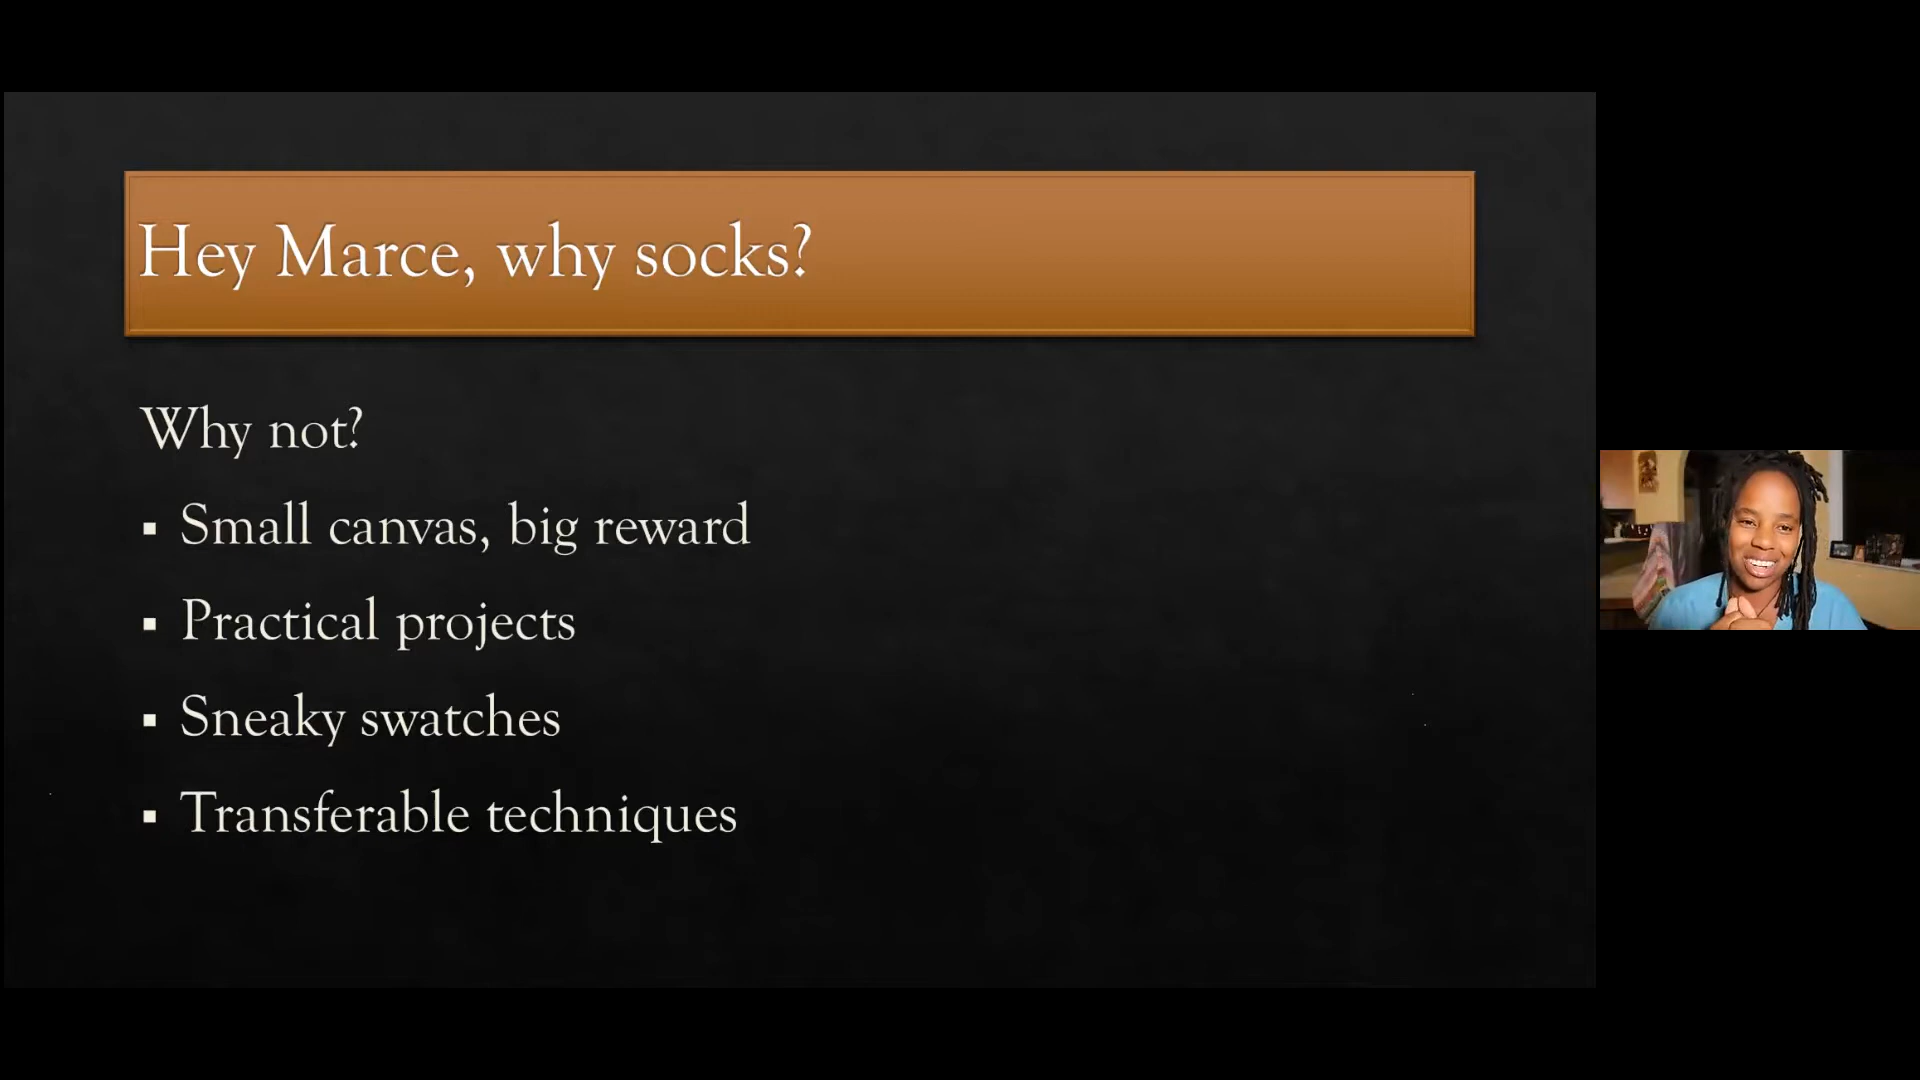 Hey Marce, why socks?
Why not?
▪ Small canvas, big reward
▪ Practical projects
▪ Sneaky swatches
▪ Transferable techniques